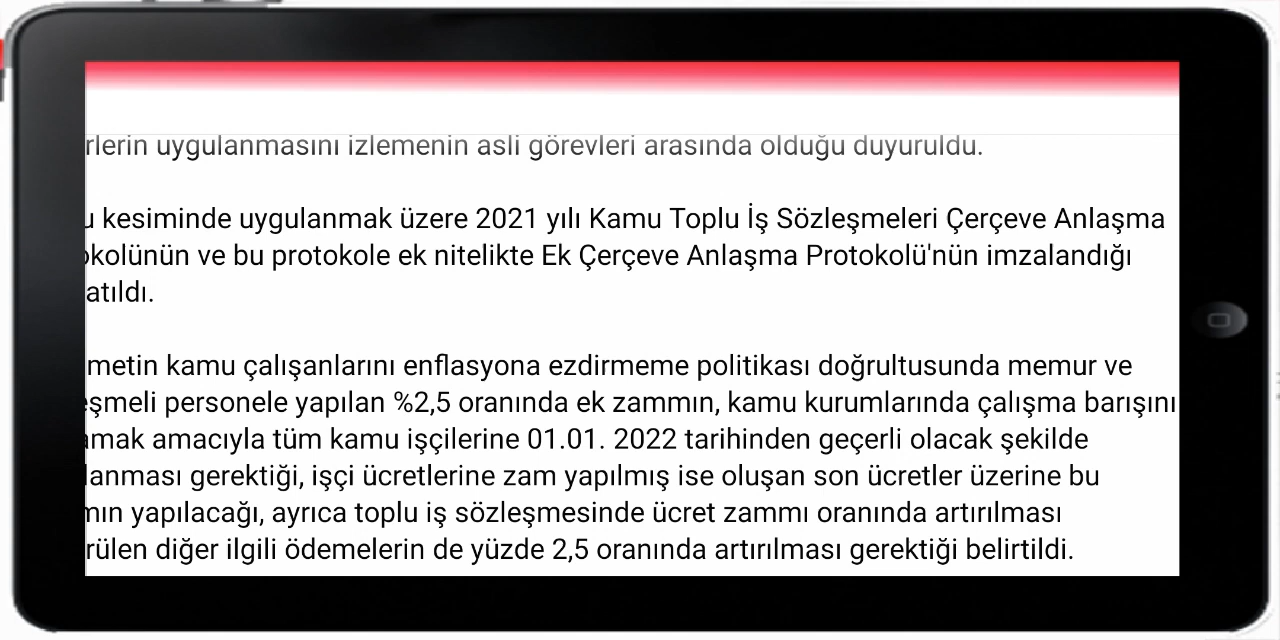 rlerin uygulanmasını izlemenin asli görevleri arasında olduğu duyuruldu.
u kesiminde uygulanmak üzere 2021 yılı Kamu Toplu İş Sözleşmeleri Çerçeve Anlaşma
okolünün ve bu protokole ek nitelikte Ek Çerçeve Anlaşma Protokolü'nün imzalandığı
atıldı.
metin kamu çalışanlarını enflasyona ezdirmeme politikası doğrultusunda memur ve
eşmeli personele yapılan %2,5 oranında ek zammın, kamu kurumlarında çalışma barışını
amak amacıyla tüm kamu işçilerine 01.01. 2022 tarihinden geçerli olacak şekilde
lanması gerektiği, işçi ücretlerine zam yapılmış ise oluşan son ücretler üzerine bu
mın yapılacağı, ayrıca toplu iş sözleşmesinde ücret zammı oranında artırılması
rülen diğer ilgili ödemelerin de yüzde 2,5 oranında artırılması gerektiği belirtildi.